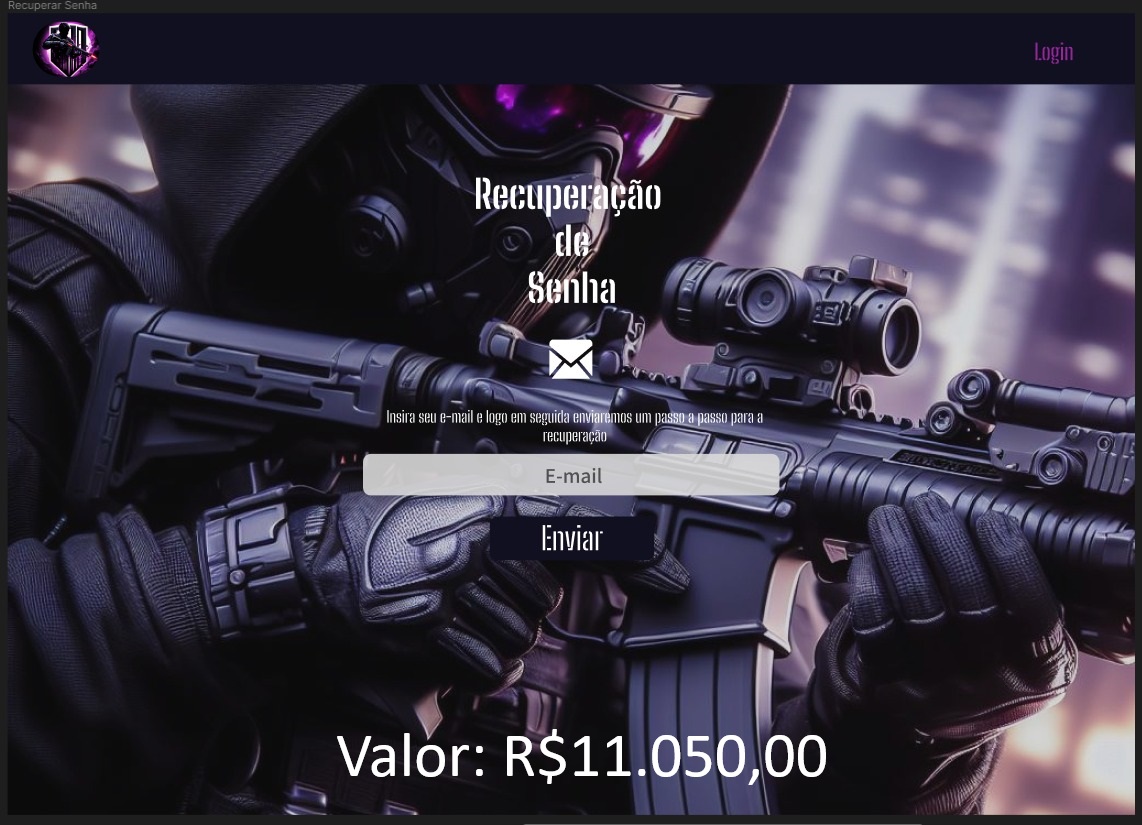 Recuperar Senha
Login
Recuperação
de
Senha
Insira seu e-mail e logo em seguida enviaremos um passo a passo para a
recuperação
E-mail
Enviar
Valor: R$11.050,00